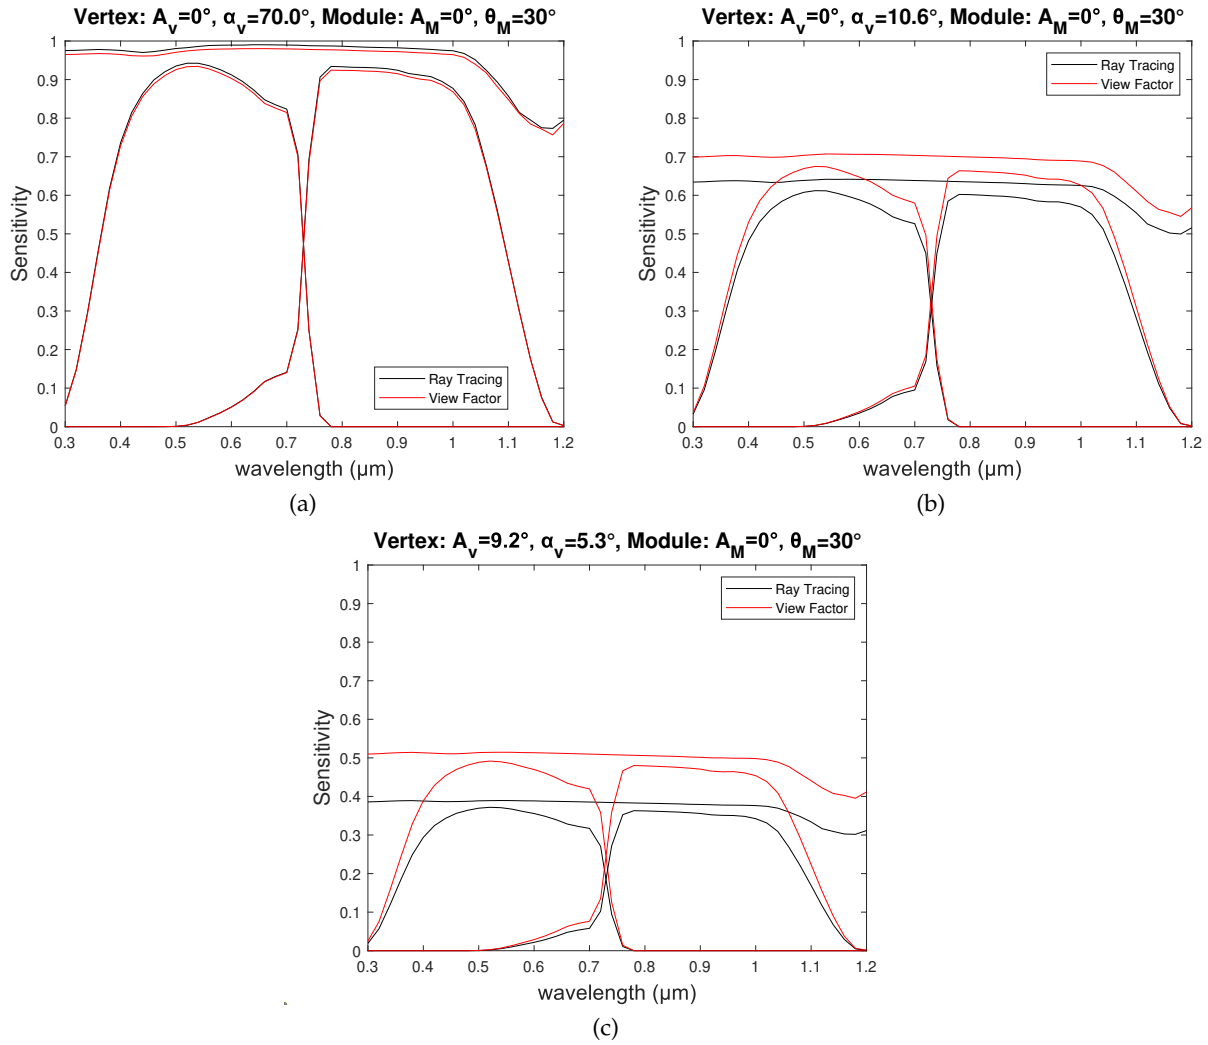 Vertex: A_v=0°, α_v=70.0°, Module: A_M=0°, θ_M=30°
1
0.9
0.8
0.7
0.6
0.5
0.4
0.3
0.2
0.1
0
Sensitivity
Ray Tracing
View Factor
0.3 0.4 0.5 0.6 0.7 0.8 0.9 1 1.1 1.2
wavelength (µm)
(a)
Vertex: A_v=0°, α_v=10.6°, Module: A_M=0°, θ_M=30°
1
0.9
0.8
0.7
0.6
0.5
0.4
0.3
0.2
0.1
0
Sensitivity
Ray Tracing
View Factor
0.3 0.4 0.5 0.6 0.7 0.8 0.9 1 1.1 1.2
wavelength (µm)
(b)
Vertex: A_v=9.2°, α_v=5.3°, Module: A_M=0°, θ_M=30°
1
0.9
0.8
0.7
0.6
0.5
0.4
0.3
0.2
0.1
0
Sensitivity
Ray Tracing
View Factor
0.3 0.4 0.5 0.6 0.7 0.8 0.9 1 1.1 1.2
wavelength (µm)
(c)